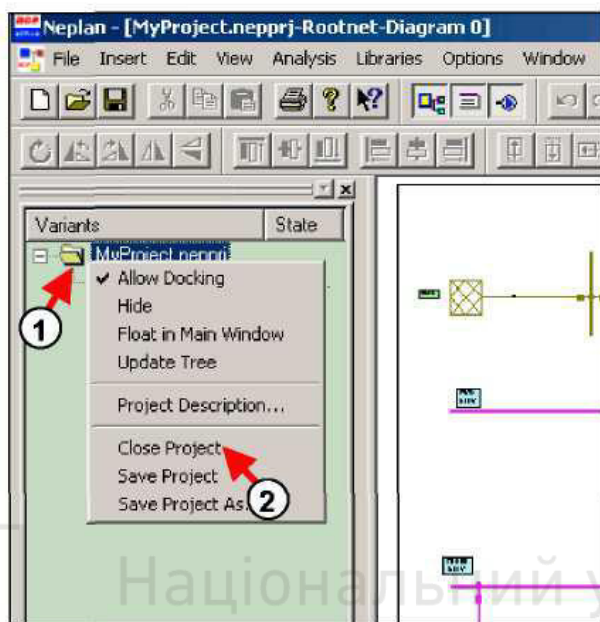 Neplan - [MyProject.nepprj-Rootnet-Diagram 0]
File Insert Edit View Analysis Libraries Options Window
Variants State
MyProject.nepprj
Allow Docking
Hide
Float in Main Window
Update Tree
Project Description...
Close Project
Save Project
Save Project As.
1
2
Національний у